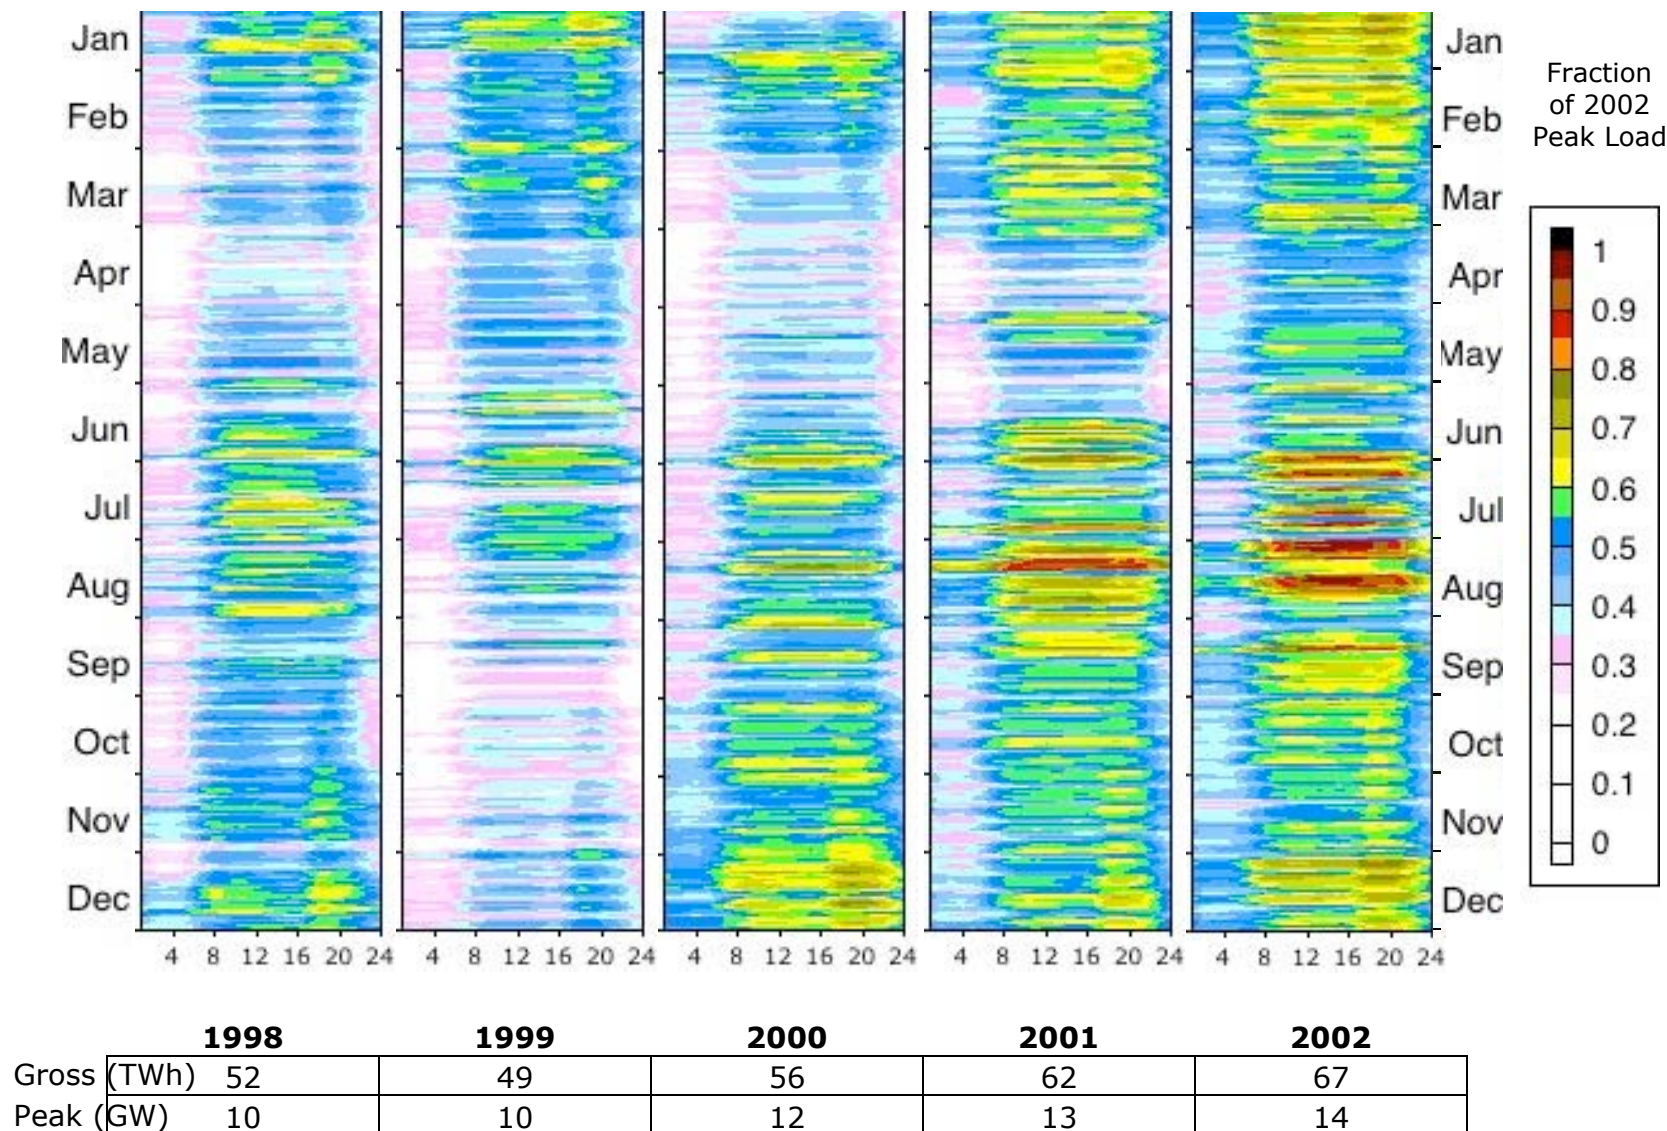 Jan
Feb
Mar
Apr
May
Jun
Jul
Aug
Sep
Oct
Nov
Dec
4 8 12 16 20 24
4 8 12 16 20 24
4 8 12 16 20 24
4 8 12 16 20 24
4 8 12 16 20 24
Jan
Feb
Mar
Apr
May
Jun
Jul
Aug
Sep
Oct
Nov
Dec
Fraction
of 2002
Peak Load
1
0.9
0.8
0.7
0.6
0.5
0.4
0.3
0.2
0.1
0
1998 1999 2000 2001 2002
Gross (TWh) 52 49 56 62 67
Peak (GW) 10 10 12 13 14